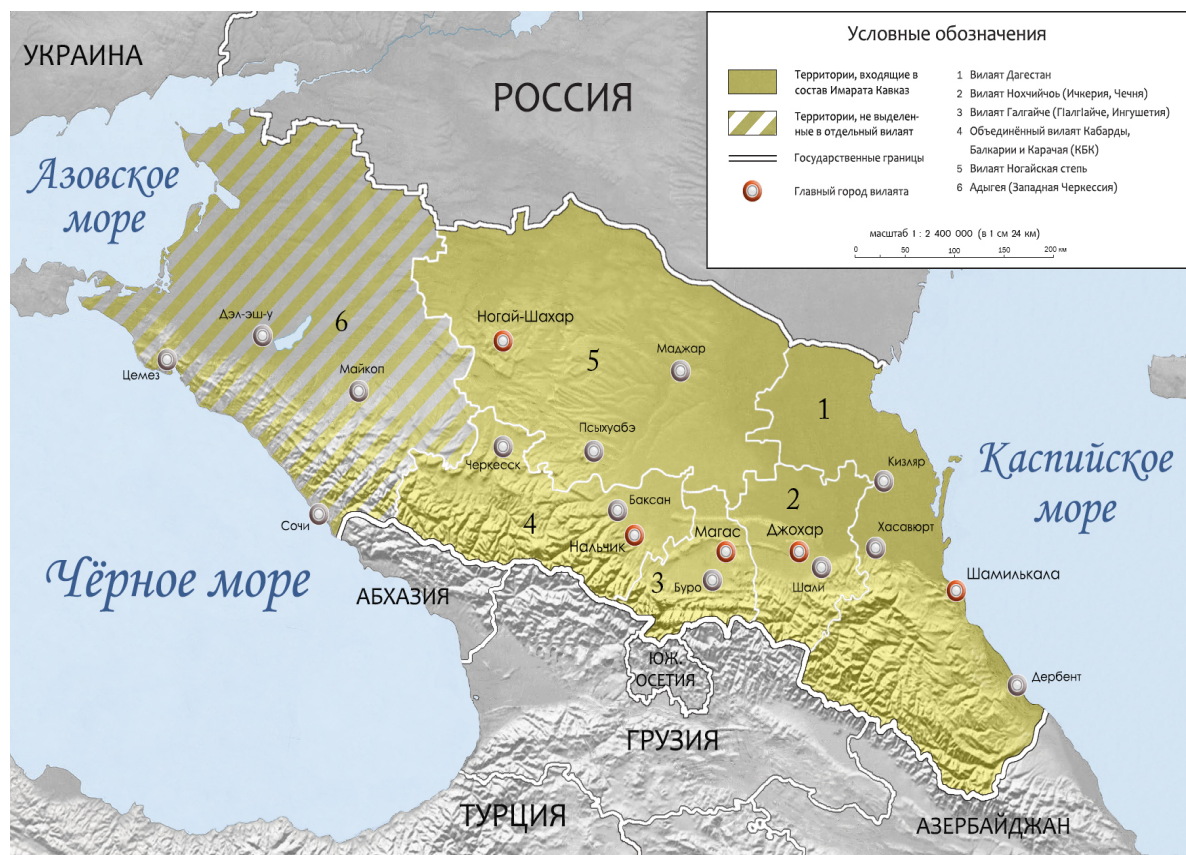 УКРАИНА
РОССИЯ
Азовское
море
Условные обозначения
Территории, входящие в
состав Имарата Кавказ
Территории, не выделен-
ные в отдельный вилаят
Государственные границы
Главный город вилаята
1 Вилаят Дагестан
2 Вилаят Нохчийчоь (Ичкерия, Чечня)
3 Вилаят Галгайче (ГIалгIайче, Ингушетия)
4 Объединённый вилаят Кабарды,
Балкарии и Карачая (КБК)
5 Вилаят Ногайская степь
6 Адыгея (Западная Черкессия)
масштаб 1 : 2 400 000 (в 1 см 24 км)
0 50 100 150 200 км
Дэл-эш-у
6
Ногай-Шахар
5
Маджар
Цемез
Майкоп
1
Псыхуабэ
Черкесск
Кизляр
Каспийское
море
2
Баксан
4
Сочи
Нальчик
Магас
Джохар
Хасавюрт
3
Буро
Шали
Шамилькала
Чёрное море
АБХАЗИЯ
ЮЖ.
ОСЕТИЯ
Дербент
ГРУЗИЯ
ТУРЦИЯ
АЗЕРБАЙДЖАН